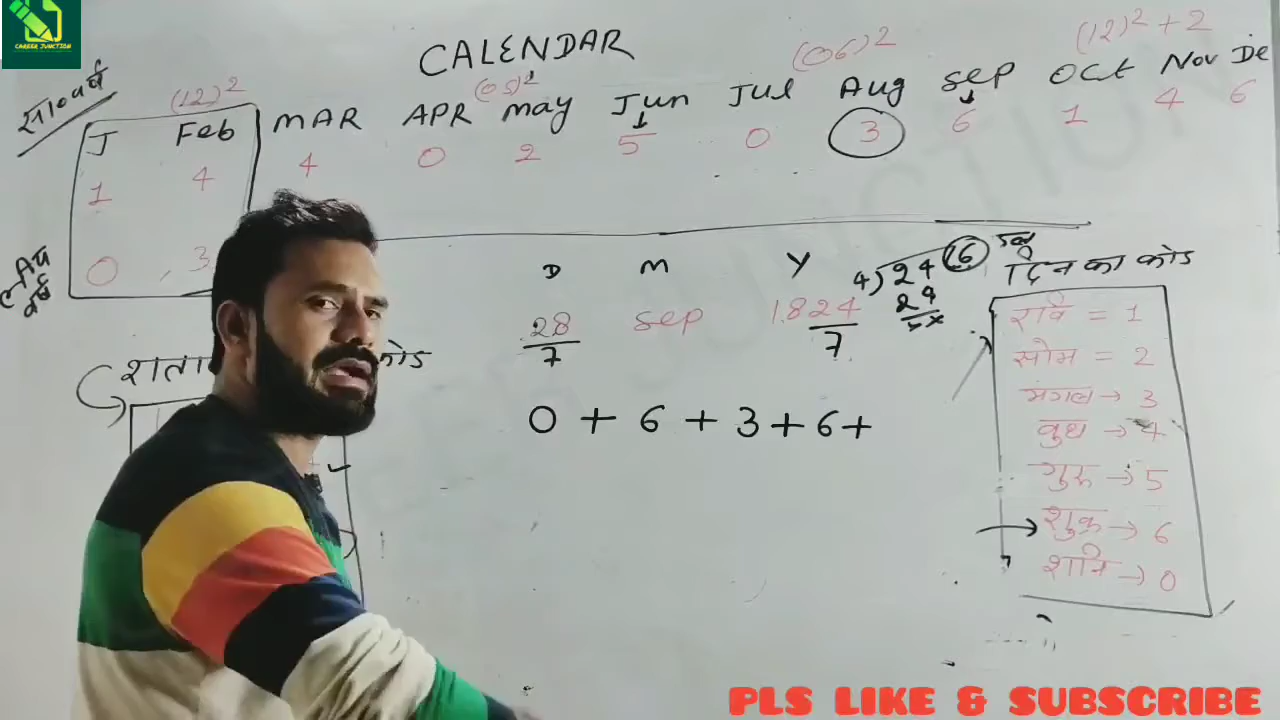 CAREER JUNCTION
CALENDAR
(12)² (05)² (06)² (12)²+2
J Feb MAR APR may Jun Jul Aug sep Oct Nov De
1 4 4 0 2 5 0 3 6 1 4 6
0 , 3
D M Y 4)24(6
28/7 sep 1824/7 24
दिन का कोड
रवि = 1
सोम = 2
मंगल → 3
बुध → 4
गुरु → 5
शुक्र → 6
शनि → 0
कोड
0 + 6 + 3 + 6 +
PLS LIKE & SUBSCRIBE